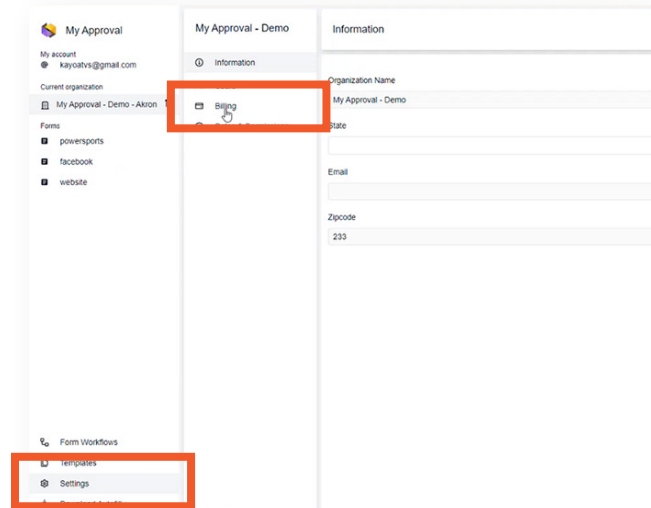 My Approval
My account
kayoatvs@gmail.com
Current organization
My Approval - Demo - Akron
Forms
powersports
facebook
website
Form Workflows
Templates
Settings
My Approval - Demo
Information
Billing
Information
Organization Name
My Approval - Demo
State
Email
Zipcode
233